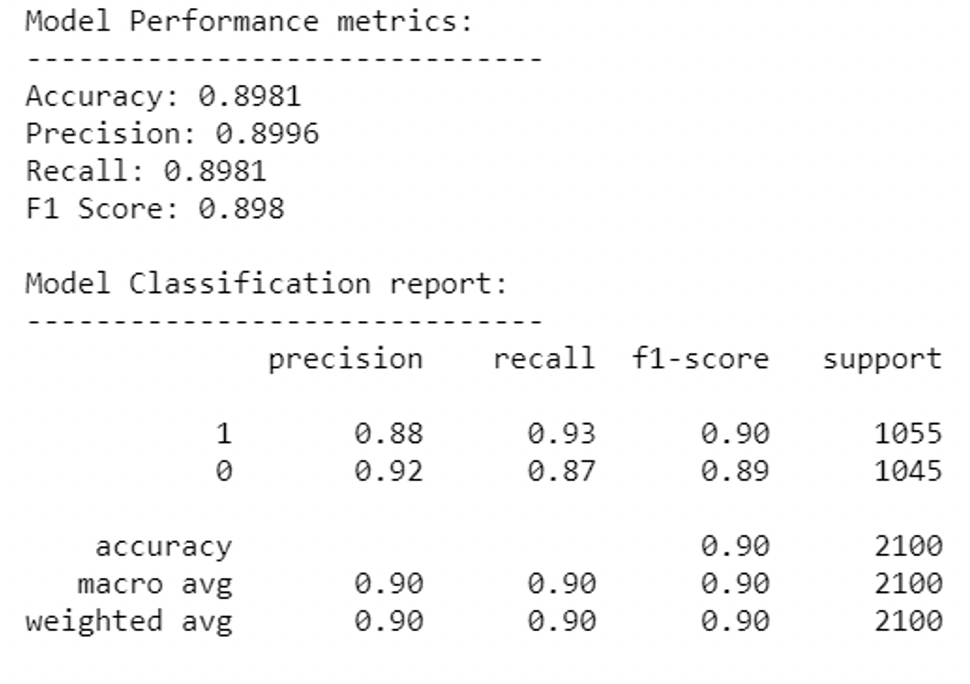 Model Performance metrics:
------------------------------
Accuracy: 0.8981
Precision: 0.8996
Recall: 0.8981
F1 Score: 0.898
Model Classification report:
------------------------------
precision recall f1-score support
1 0.88 0.93 0.90 1055
0 0.92 0.87 0.89 1045
accuracy 0.90 2100
macro avg 0.90 0.90 0.90 2100
weighted avg 0.90 0.90 0.90 2100